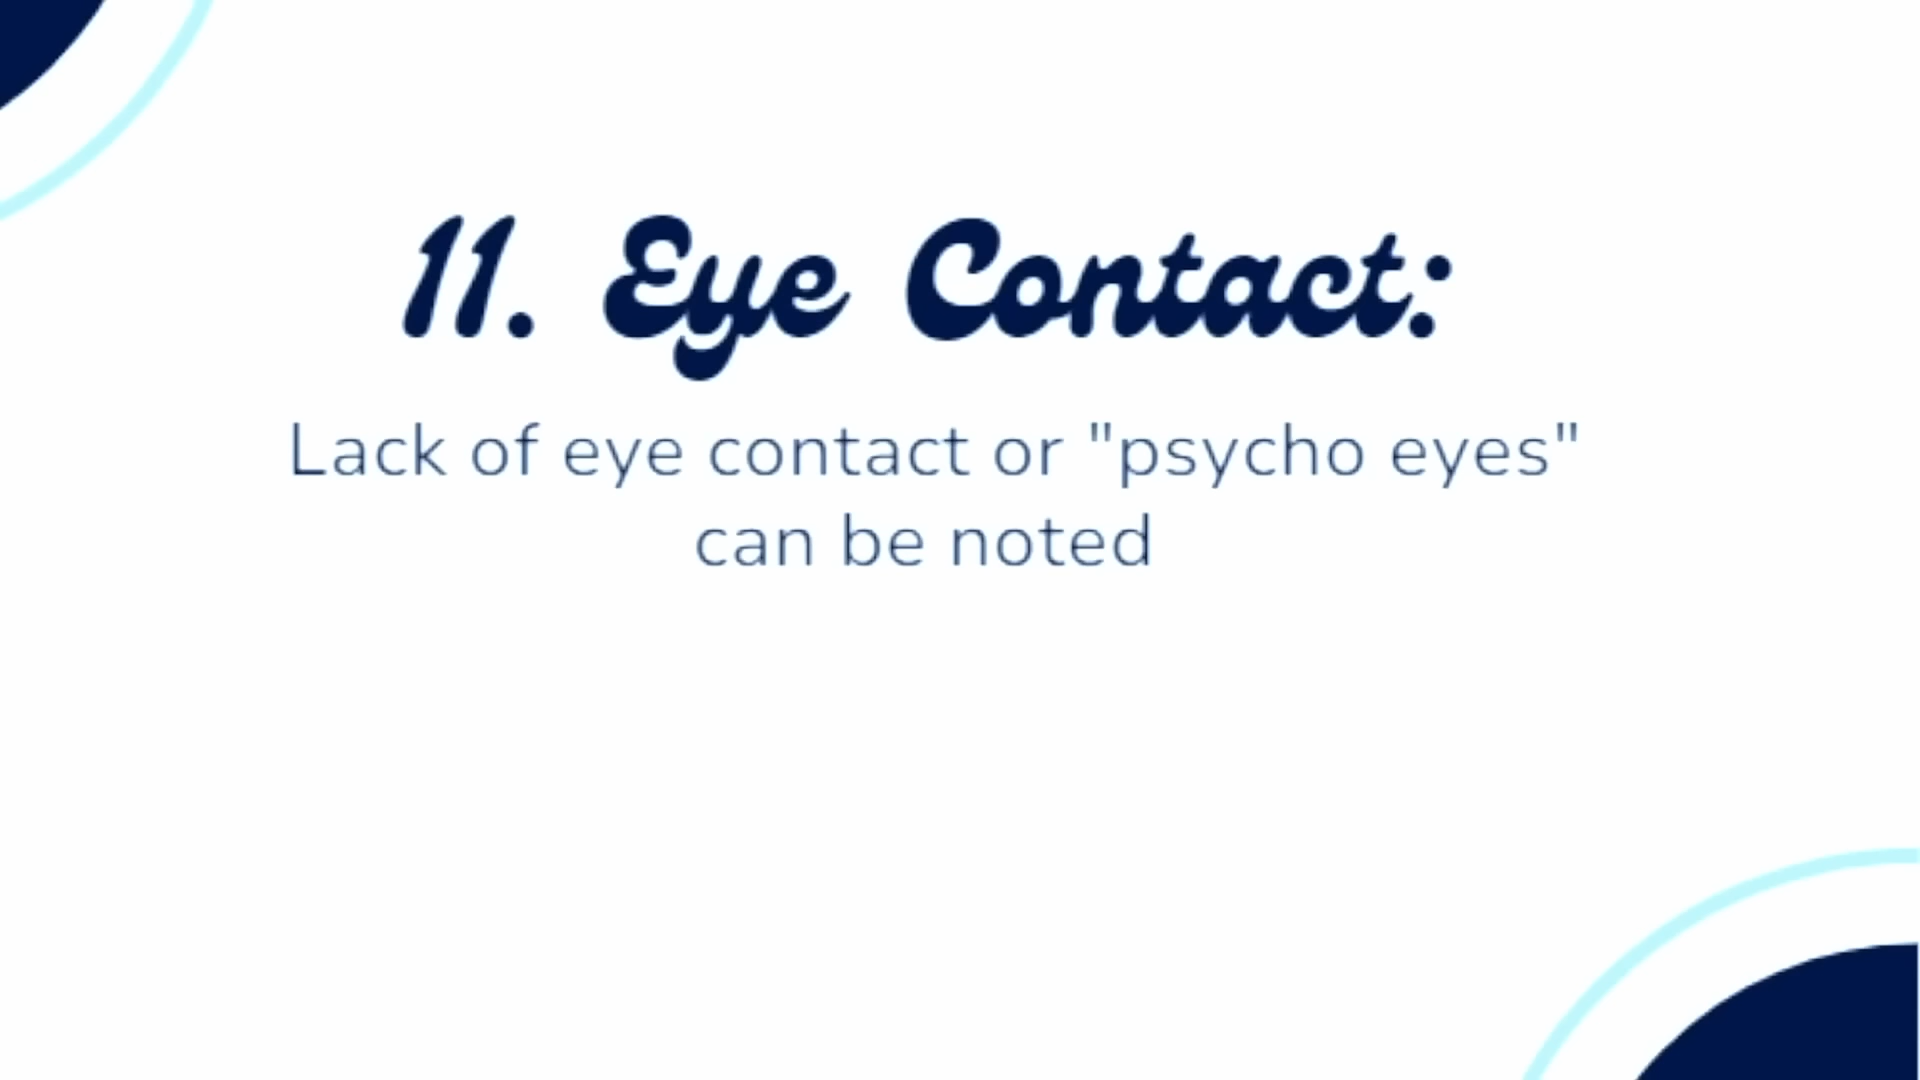 11. Eye Contact:
Lack of eye contact or "psycho eyes"
can be noted